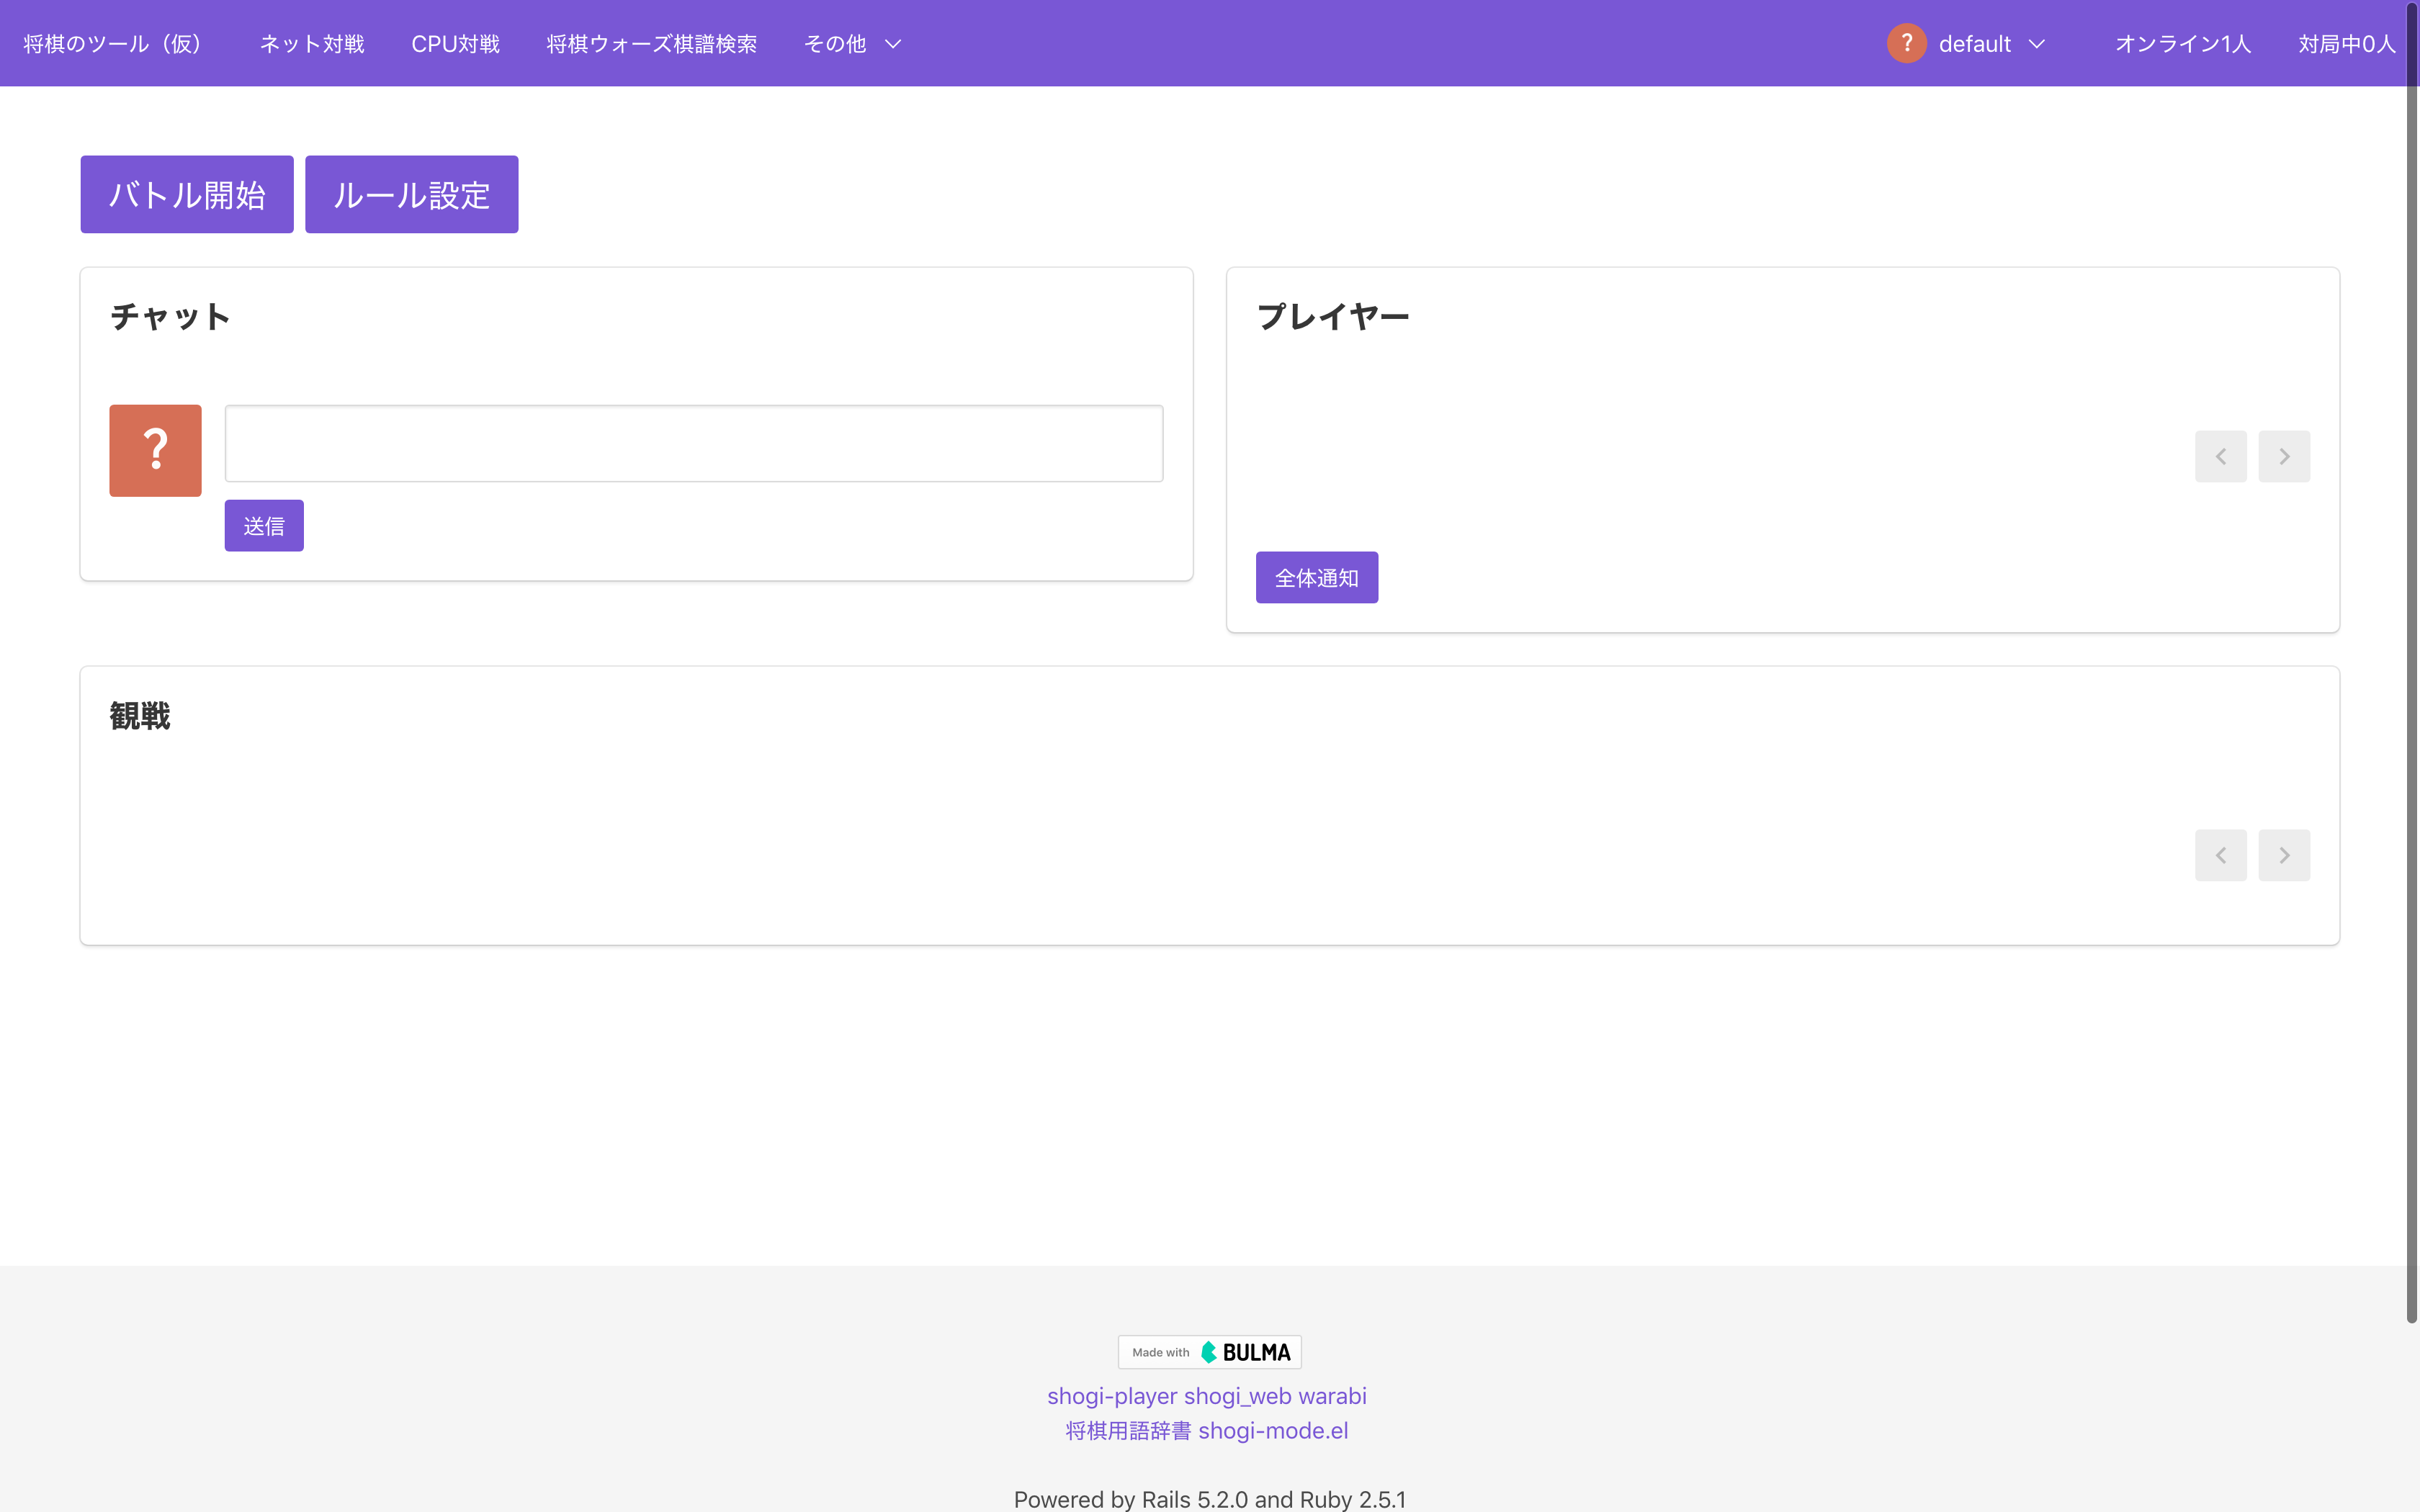 将棋のツール（仮） ネット対戦 CPU対戦 将棋ウォーズ棋譜検索 その他 ? default オンライン1人 対局中0人
バトル開始 ルール設定
チャット
?
送信
プレイヤー
全体通知
観戦
Made with BULMA
shogi-player shogi_web warabi
将棋用語辞書 shogi-mode.el
Powered by Rails 5.2.0 and Ruby 2.5.1